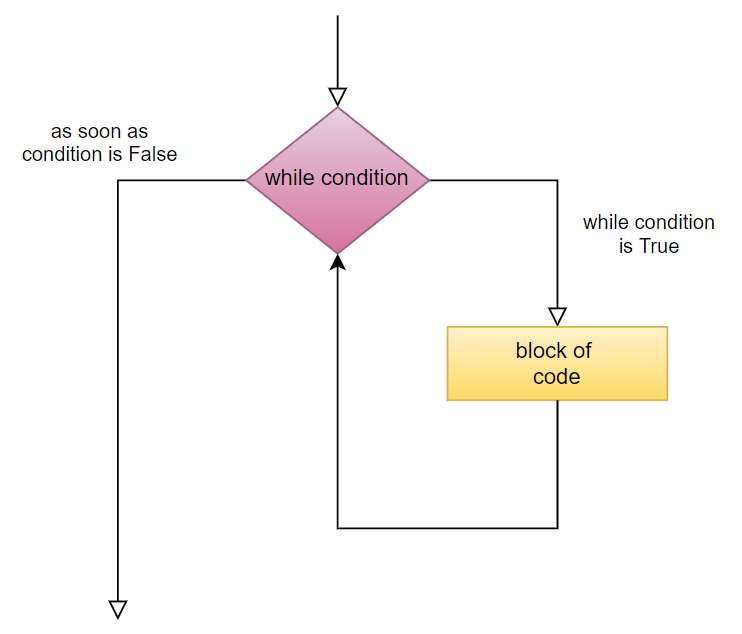 as soon as
condition is False
while condition
while condition
is True
block of
code